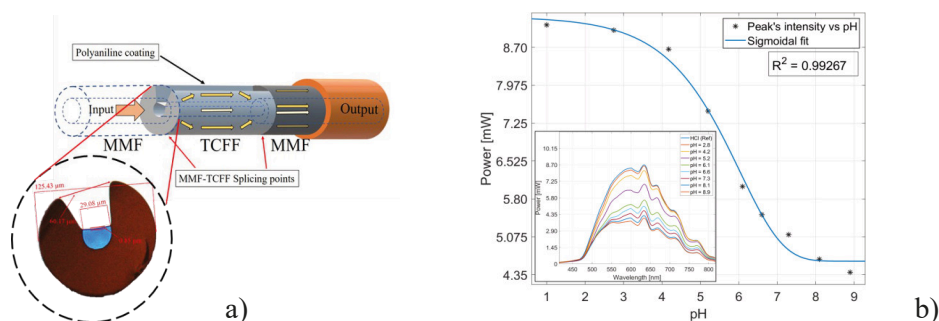 Polyaniline coating
Input
Output
MMF
TCFF
MMF
MMF-TCFF Splicing points
125.43 µm
29.08 µm
a)
Power [mW]
8.70
7.975
7.25
6.525
5.80
5.075
4.35
1 2 3 4 5 6 7 8 9
pH
Peak's intensity vs pH
Sigmoidal fit
R² = 0.99267
Power [mW]
10.15
8.70
7.25
5.80
4.35
2.90
1.45
0
450 500 550 600 650 700 750 800
Wavelength [nm]
HCl (Ref)
pH = 2.8
pH = 4.2
pH = 5.2
pH = 6.1
pH = 6.6
pH = 7.3
pH = 8.1
pH = 8.9
b)